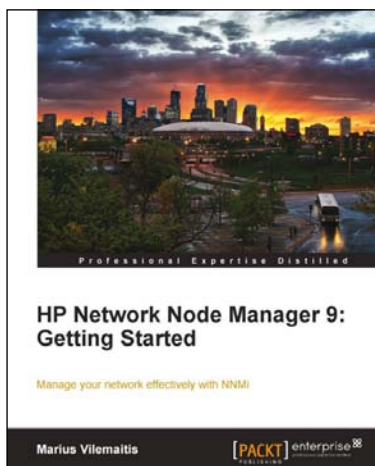 Professional Expertise Distilled
HP Network Node Manager 9:
Getting Started
Manage your network effectively with NNMi
Marius Vilemaitis
[PACKT] enterprise
PUBLISHING